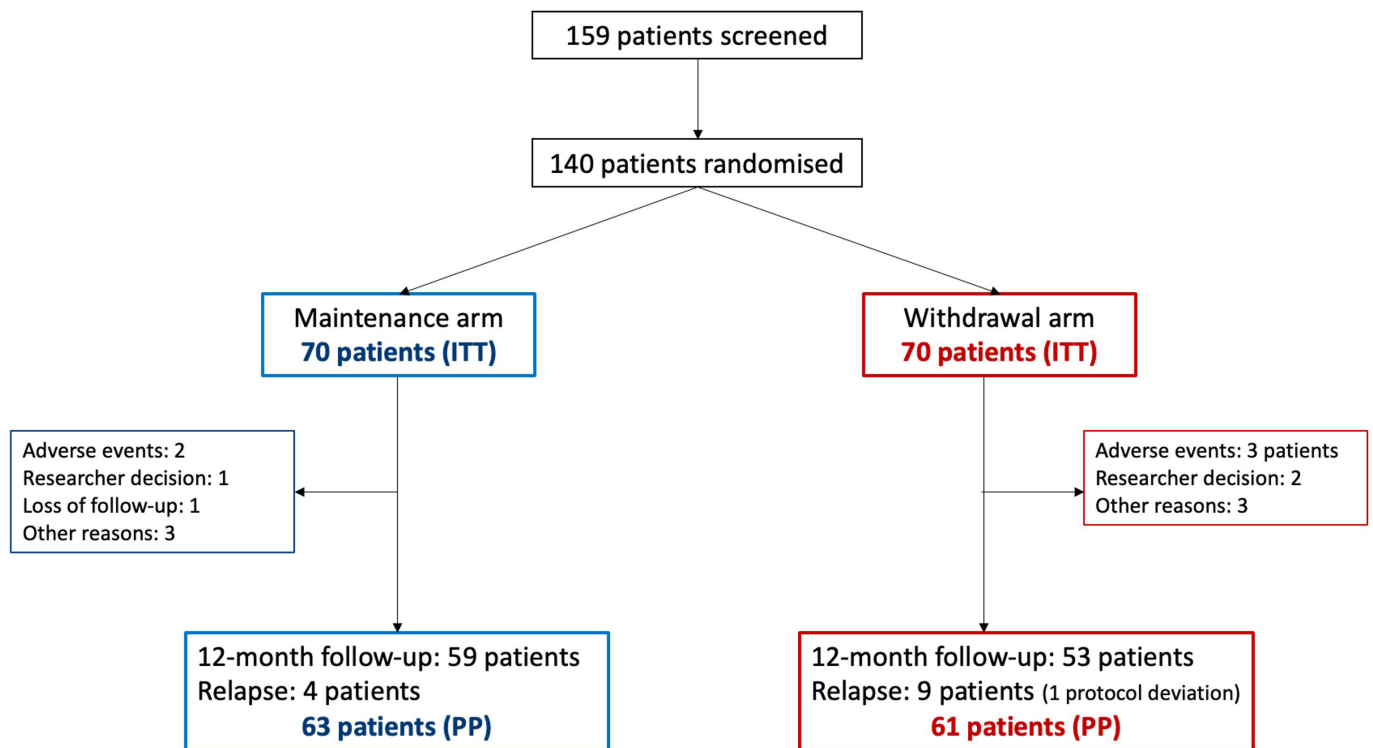 159 patients screened
140 patients randomised
Maintenance arm
70 patients (ITT)
Withdrawal arm
70 patients (ITT)
Adverse events: 2
Researcher decision: 1
Loss of follow-up: 1
Other reasons: 3
Adverse events: 3 patients
Researcher decision: 2
Other reasons: 3
12-month follow-up: 59 patients
Relapse: 4 patients
63 patients (PP)
12-month follow-up: 53 patients
Relapse: 9 patients (1 protocol deviation)
61 patients (PP)